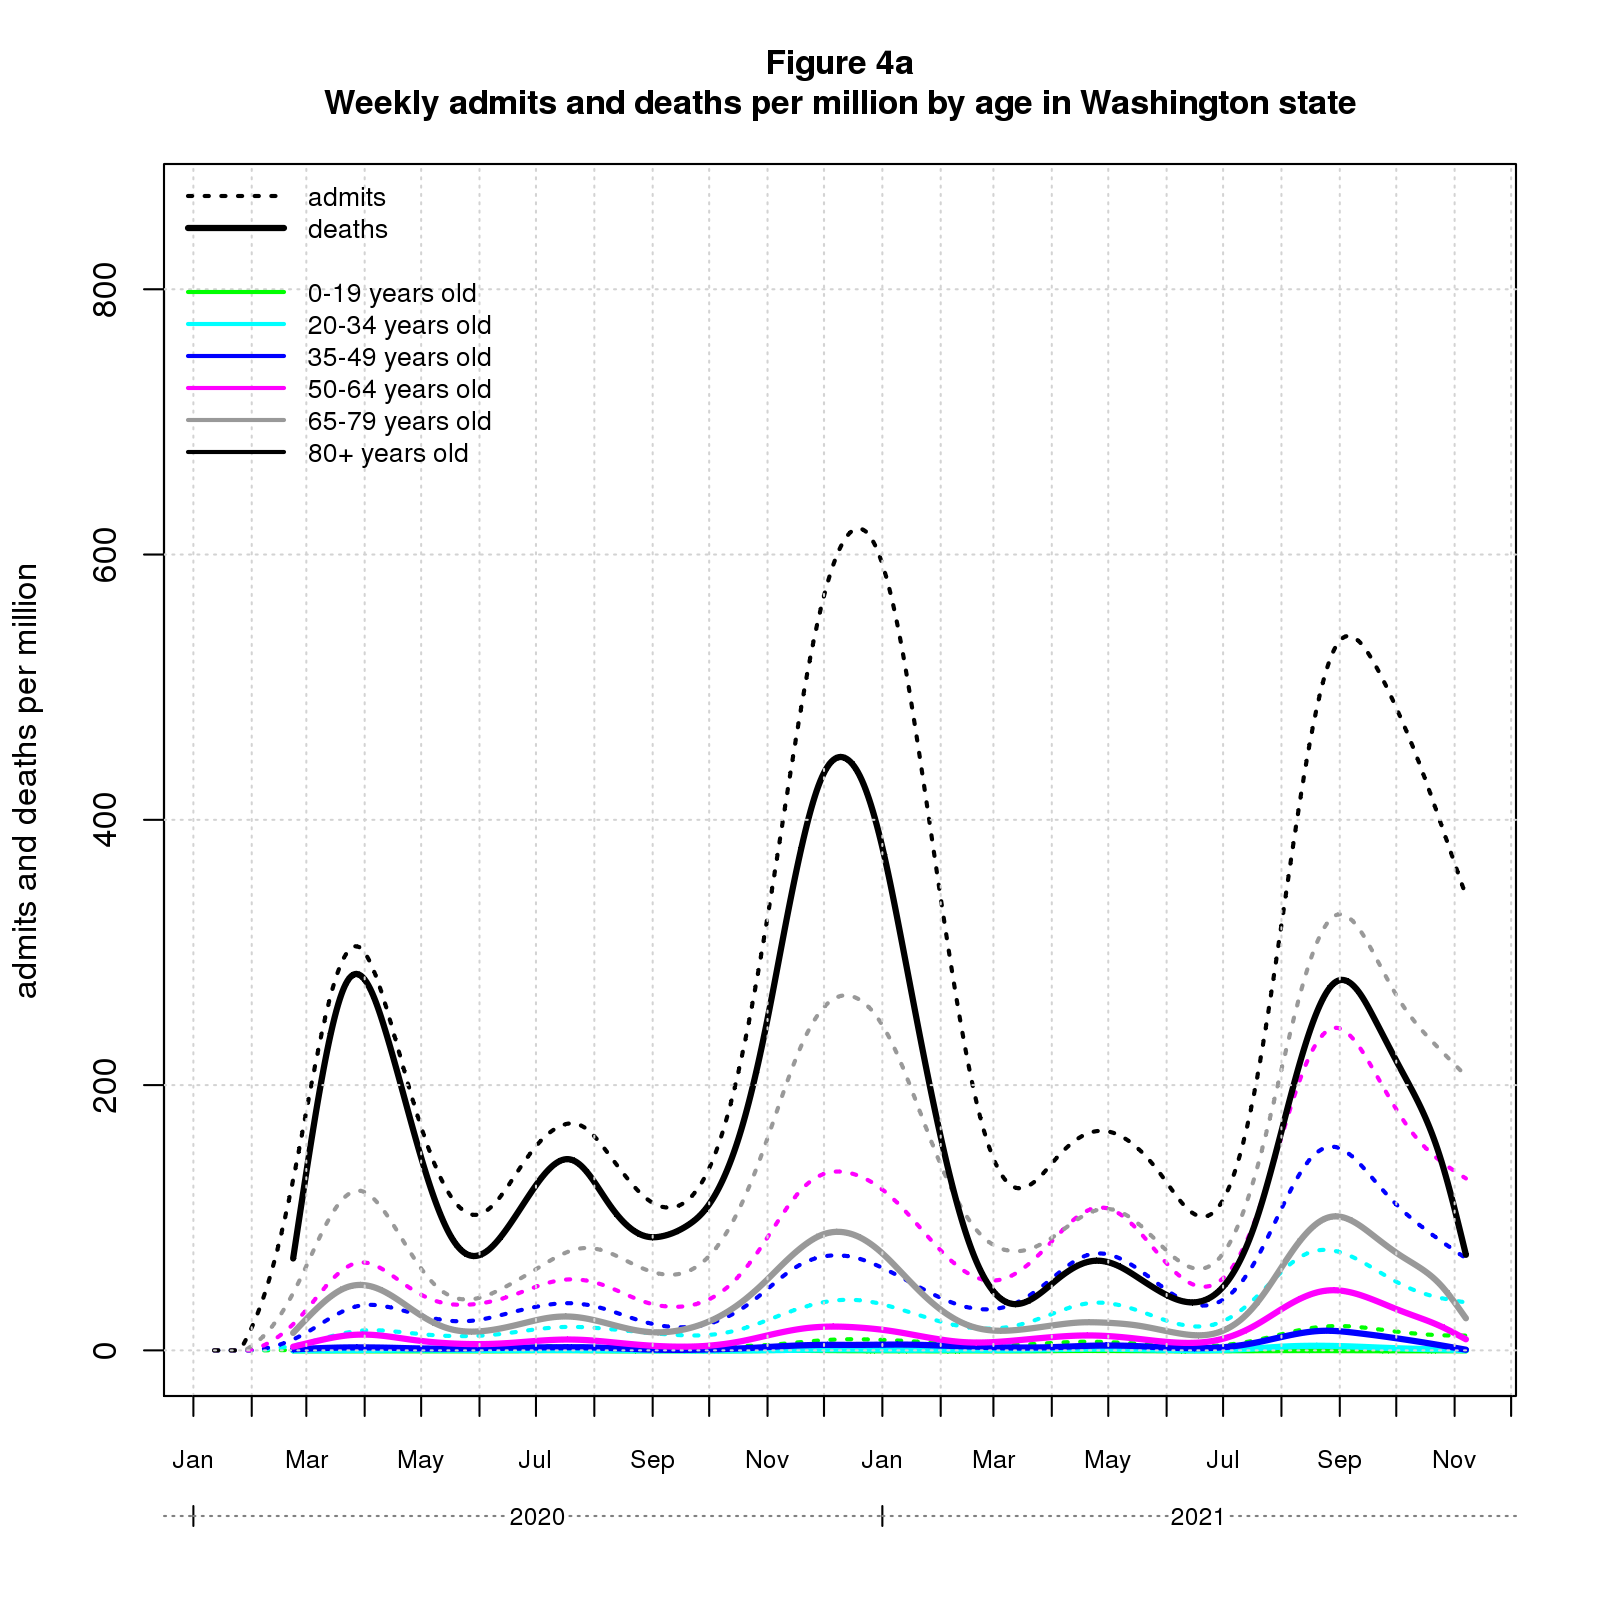 Figure 4a
Weekly admits and deaths per million by age in Washington state
admits
deaths
0-19 years old
20-34 years old
35-49 years old
50-64 years old
65-79 years old
80+ years old
admits and deaths per million
800
600
400
200
0
Jan Mar May Jul Sep Nov Jan Mar May Jul Sep Nov
2020 2021